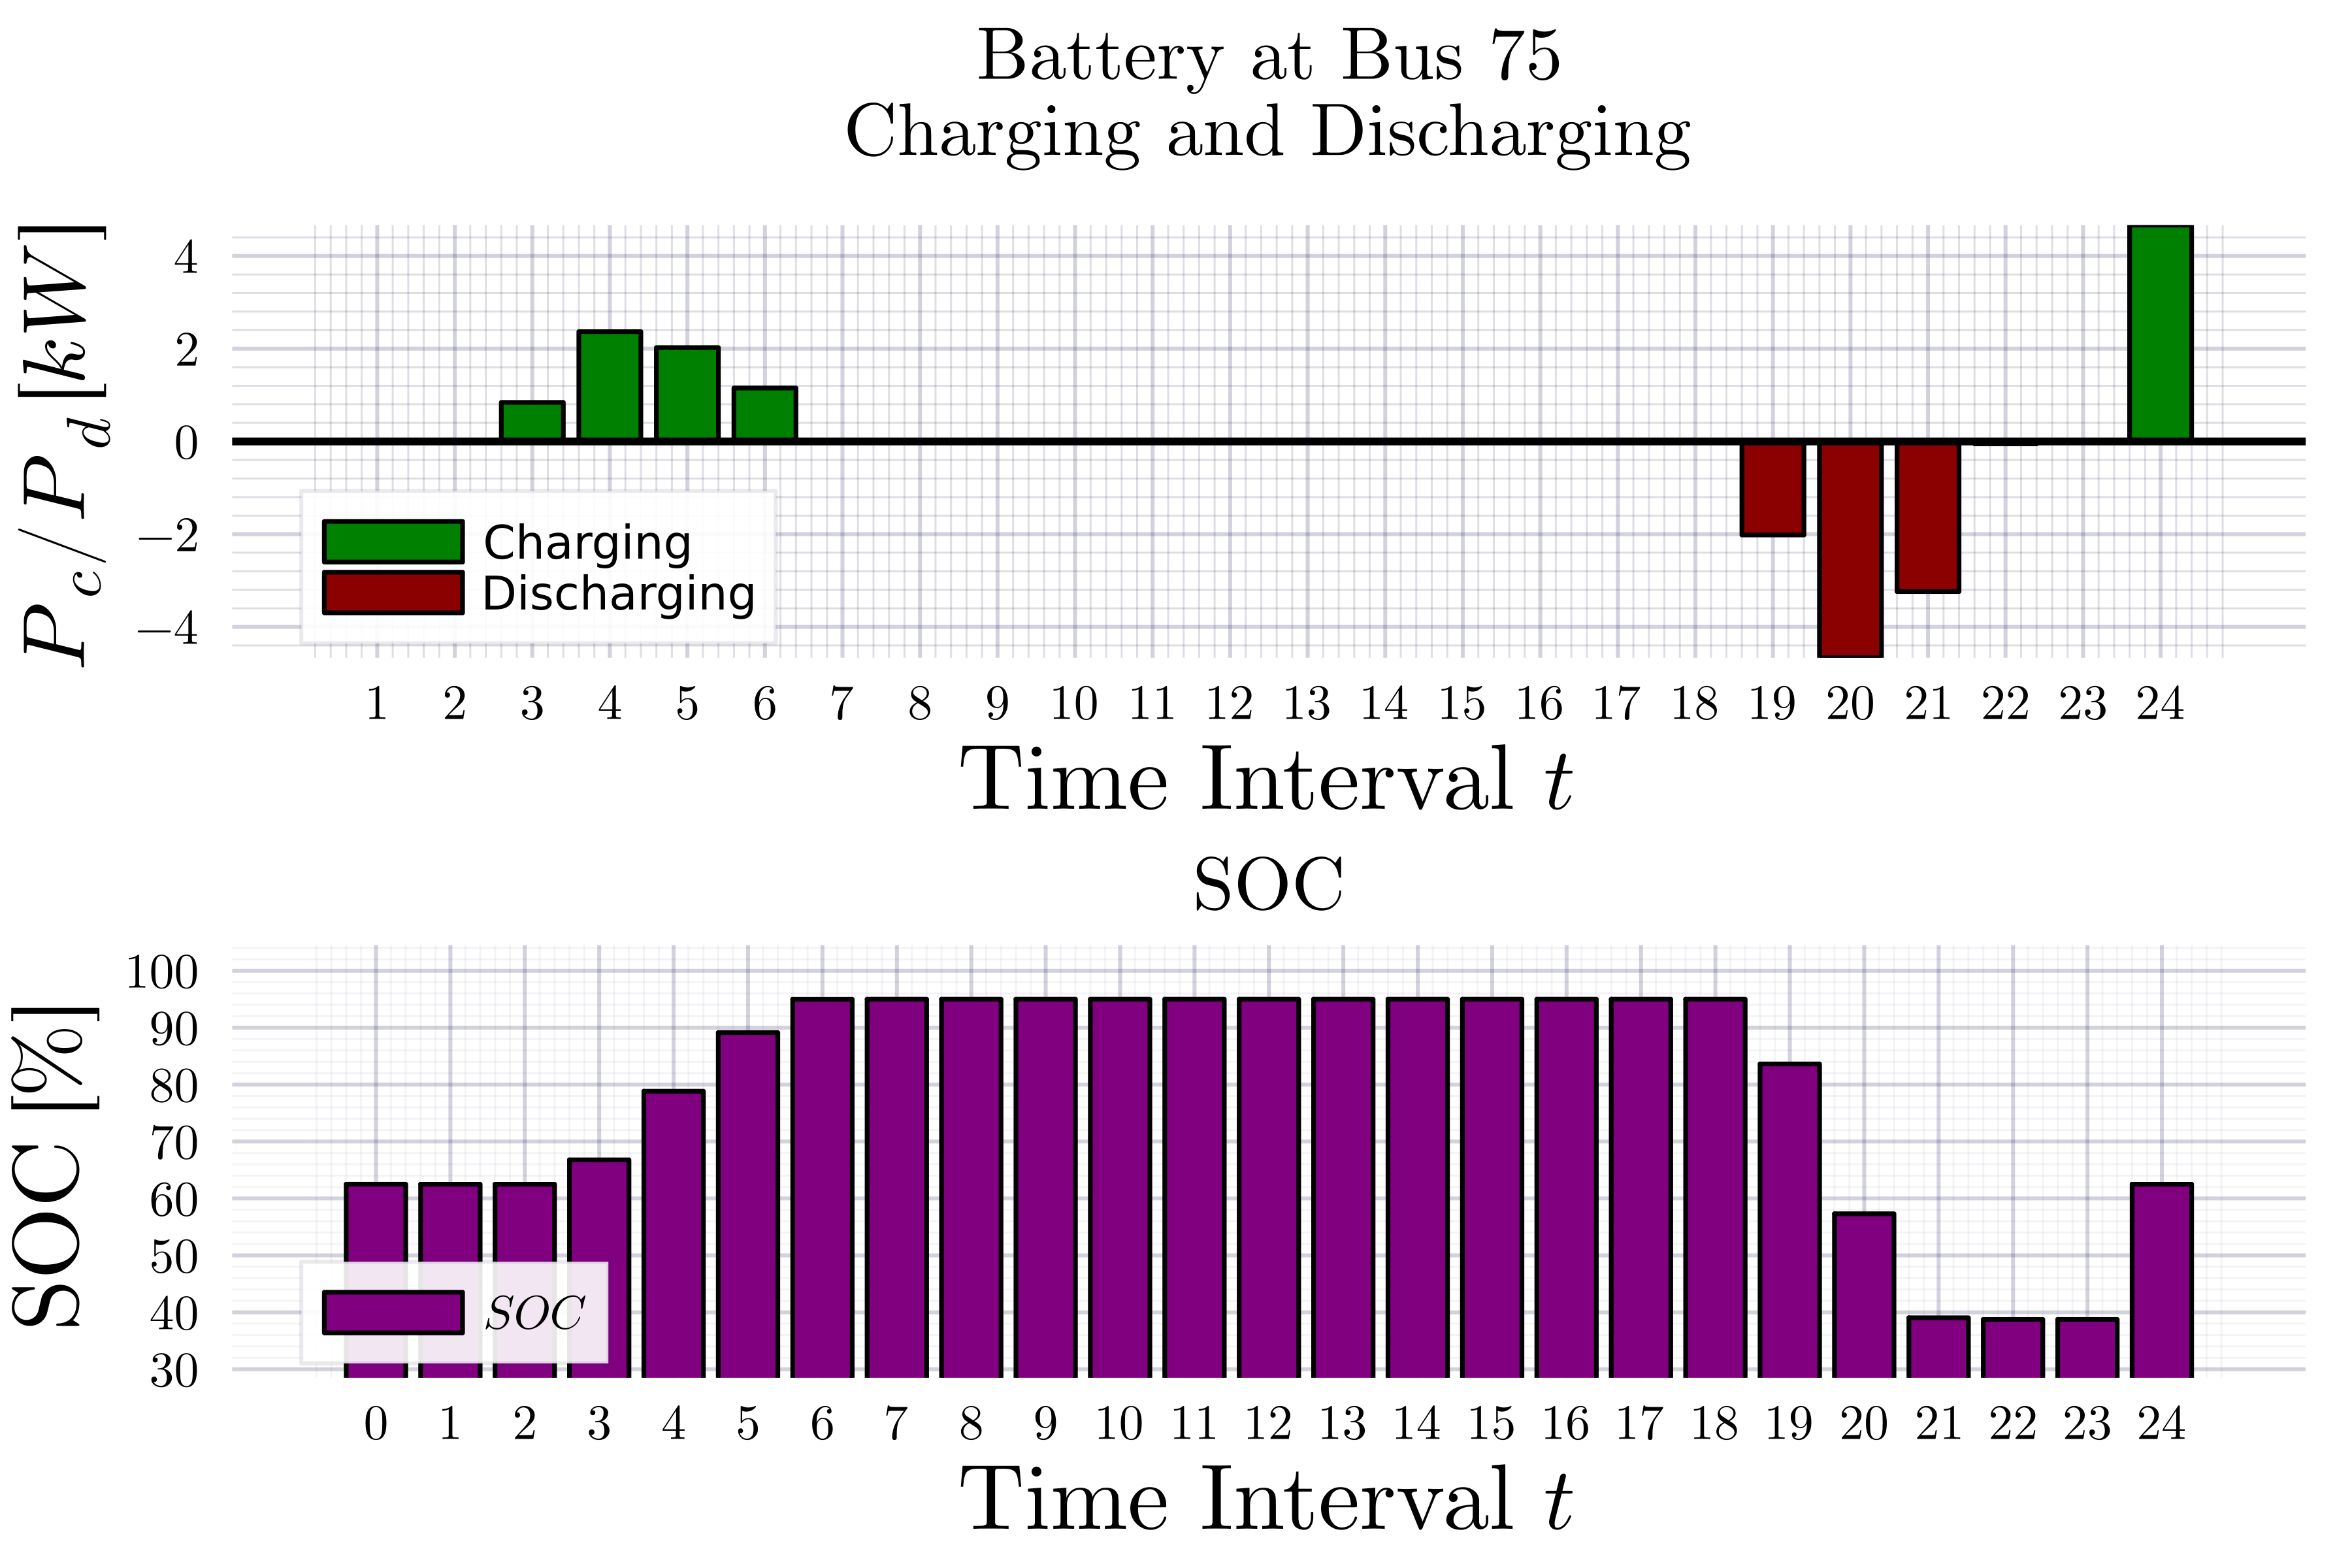 Battery at Bus 75
Charging and Discharging
P_c/P_d [kW]
4
2
0
−2
−4
Charging
Discharging
1 2 3 4 5 6 7 8 9 10 11 12 13 14 15 16 17 18 19 20 21 22 23 24
Time Interval t
SOC
SOC [%]
100
90
80
70
60
50
40
30
SOC
0 1 2 3 4 5 6 7 8 9 10 11 12 13 14 15 16 17 18 19 20 21 22 23 24
Time Interval t